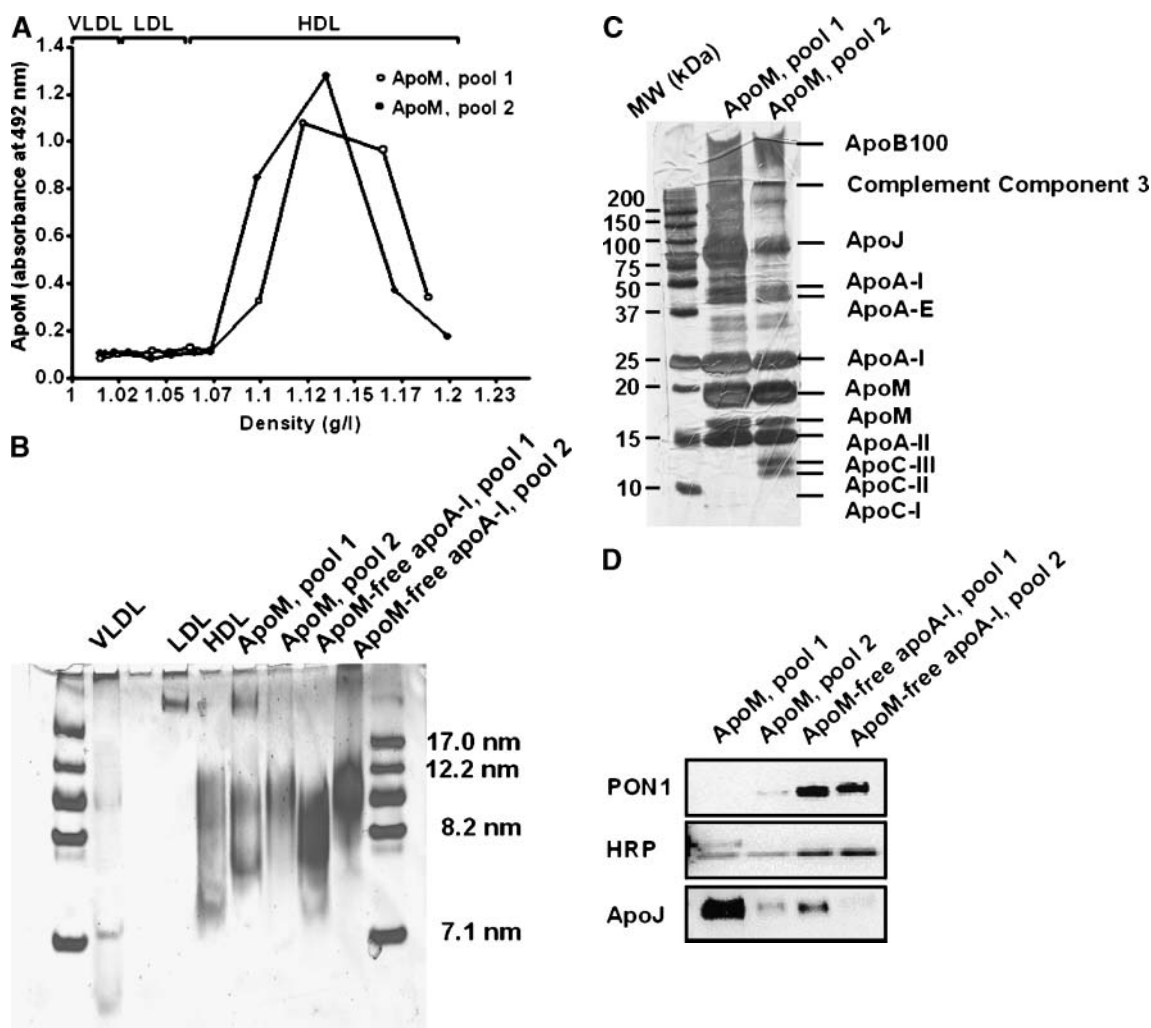 A
VLDL LDL HDL
1.4
1.2
1.0
0.8
0.6
0.4
0.2
0.0
ApoM (absorbance at 492 nm)
ApoM, pool 1
ApoM, pool 2
1 1.02 1.05 1.07 1.1 1.12 1.15 1.17 1.2 1.23
Density (g/l)
B
VLDL
LDL
HDL
ApoM, pool 1
ApoM, pool 2
ApoM-free apoA-I, pool 1
ApoM-free apoA-I, pool 2
17.0 nm
12.2 nm
8.2 nm
7.1 nm
C
MW (kDa)
ApoM, pool 1
ApoM, pool 2
200
150
100
75
50
37
25
20
15
10
ApoB100
Complement Component 3
ApoJ
ApoA-I
ApoA-E
ApoA-I
ApoM
ApoM
ApoA-II
ApoC-III
ApoC-II
ApoC-I
D
ApoM, pool 1
ApoM, pool 2
ApoM-free apoA-I, pool 1
ApoM-free apoA-I, pool 2
PON1
HRP
ApoJ